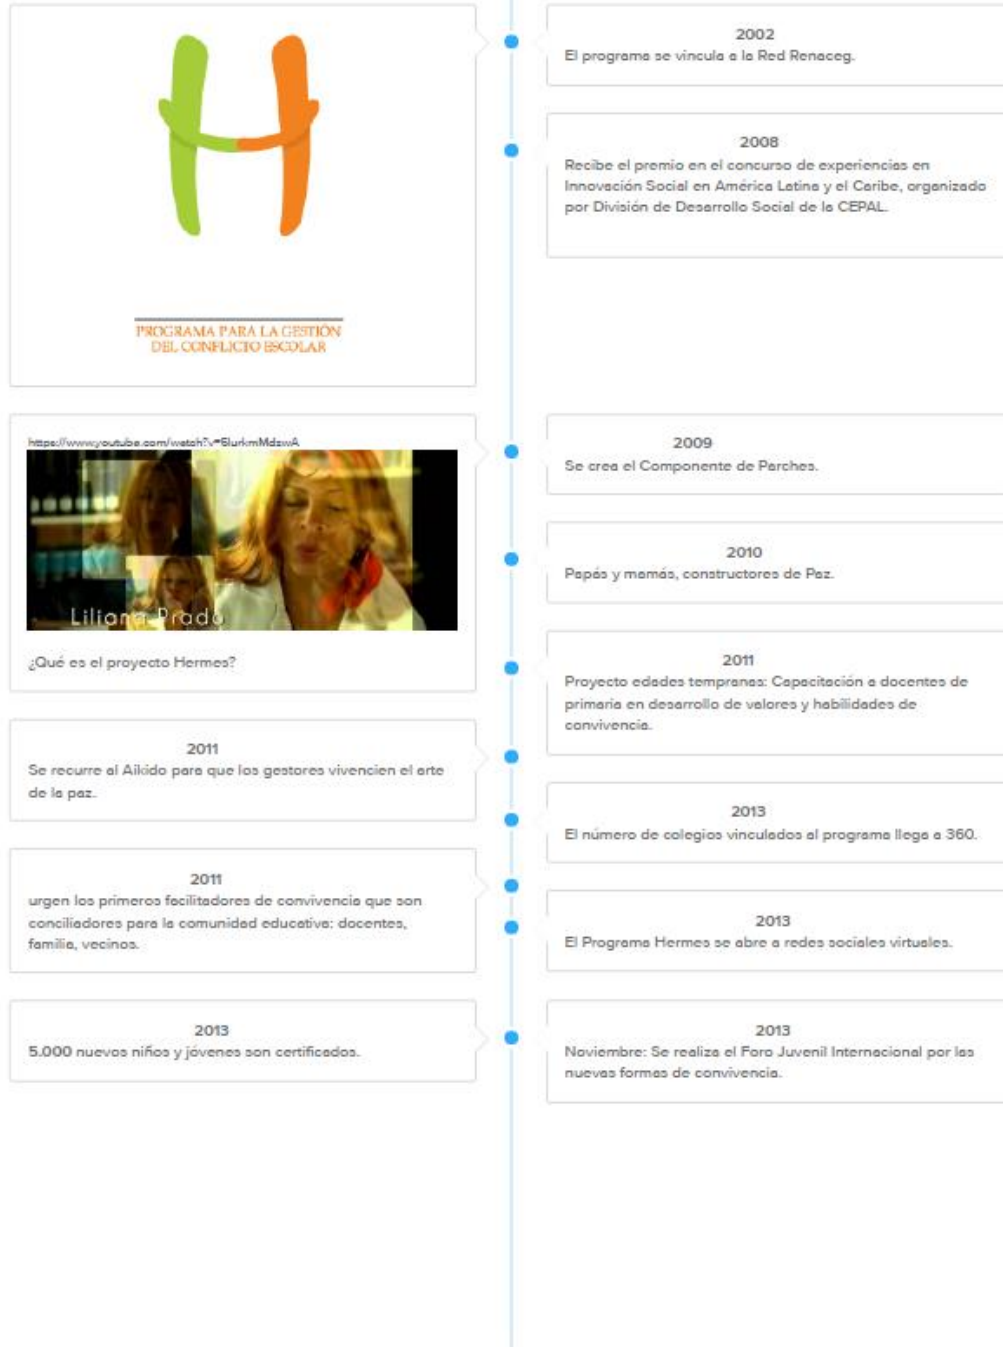 PROGRAMA PARA LA GESTIÓN
DEL CONFLICTO ESCOLAR
2002
El programa se vincula a la Red Renaceg.
2008
Recibe el premio en el concurso de experiencias en
Innovación Social en América Latina y el Caribe, organizado
por División de Desarrollo Social de la CEPAL.
https://www.youtube.com/watch?v=5IurkmMdzwA
Liliana Prado
¿Qué es el proyecto Hermes?
2009
Se crea el Componente de Parches.
2010
Papás y mamás, constructores de Paz.
2011
Proyecto edades tempranas: Capacitación a docentes de
primaria en desarrollo de valores y habilidades de
convivencia.
2011
Se recurre al Aikido para que los gestores vivencien el arte
de la paz.
2013
El número de colegios vinculados al programa llega a 360.
2011
urgen los primeros facilitadores de convivencia que son
conciliadores para la comunidad educativa: docentes,
familia, vecinos.
2013
El Programa Hermes se abre a redes sociales virtuales.
2013
5.000 nuevos niños y jóvenes son certificados.
2013
Noviembre: Se realiza el Foro Juvenil Internacional por las
nuevas formas de convivencia.